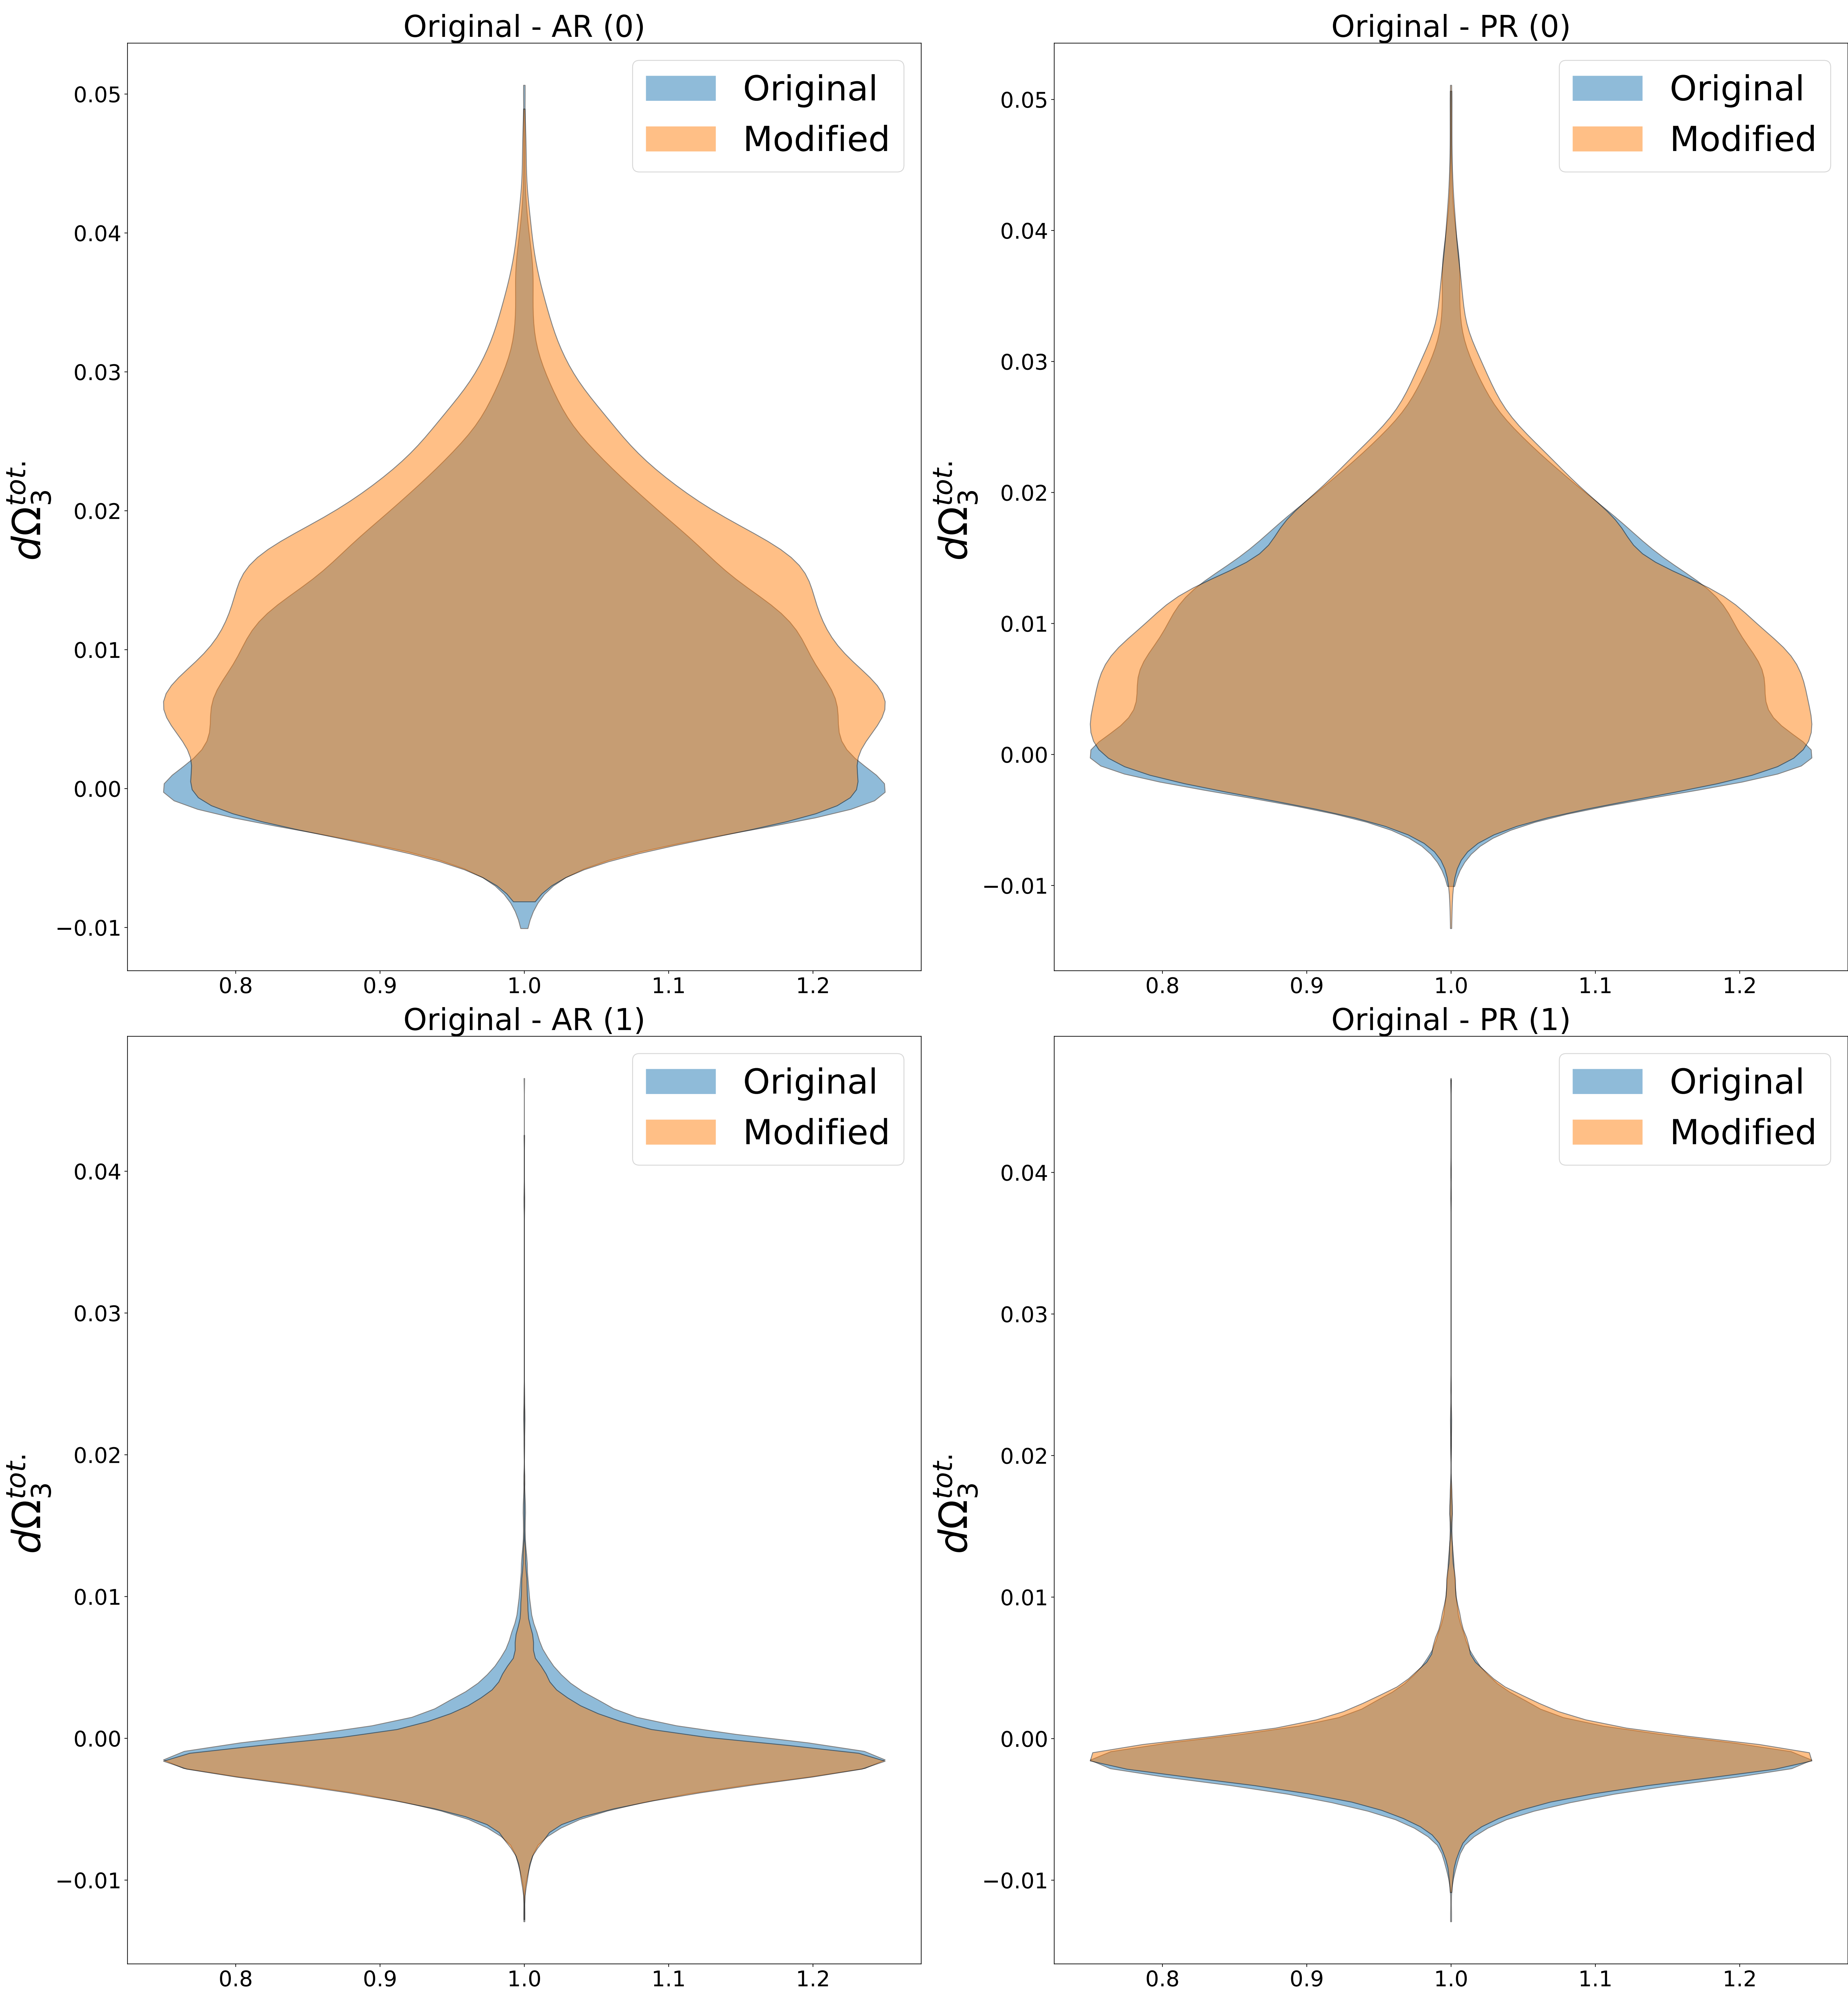 Original - AR (0)
Original
Modified
0.05
0.04
0.03
0.02
0.01
0.00
−0.01
dΩ₃ᵗᵒᵗ·
0.8 0.9 1.0 1.1 1.2
Original - PR (0)
Original
Modified
0.05
0.04
0.03
0.02
0.01
0.00
−0.01
dΩ₃ᵗᵒᵗ·
0.8 0.9 1.0 1.1 1.2
Original - AR (1)
Original
Modified
0.04
0.03
0.02
0.01
0.00
−0.01
dΩ₃ᵗᵒᵗ·
0.8 0.9 1.0 1.1 1.2
Original - PR (1)
Original
Modified
0.04
0.03
0.02
0.01
0.00
−0.01
dΩ₃ᵗᵒᵗ·
0.8 0.9 1.0 1.1 1.2